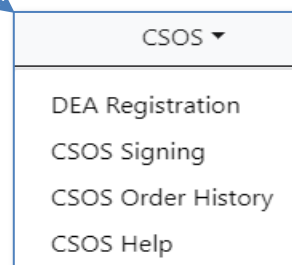 CSOS ▼
DEA Registration
CSOS Signing
CSOS Order History
CSOS Help